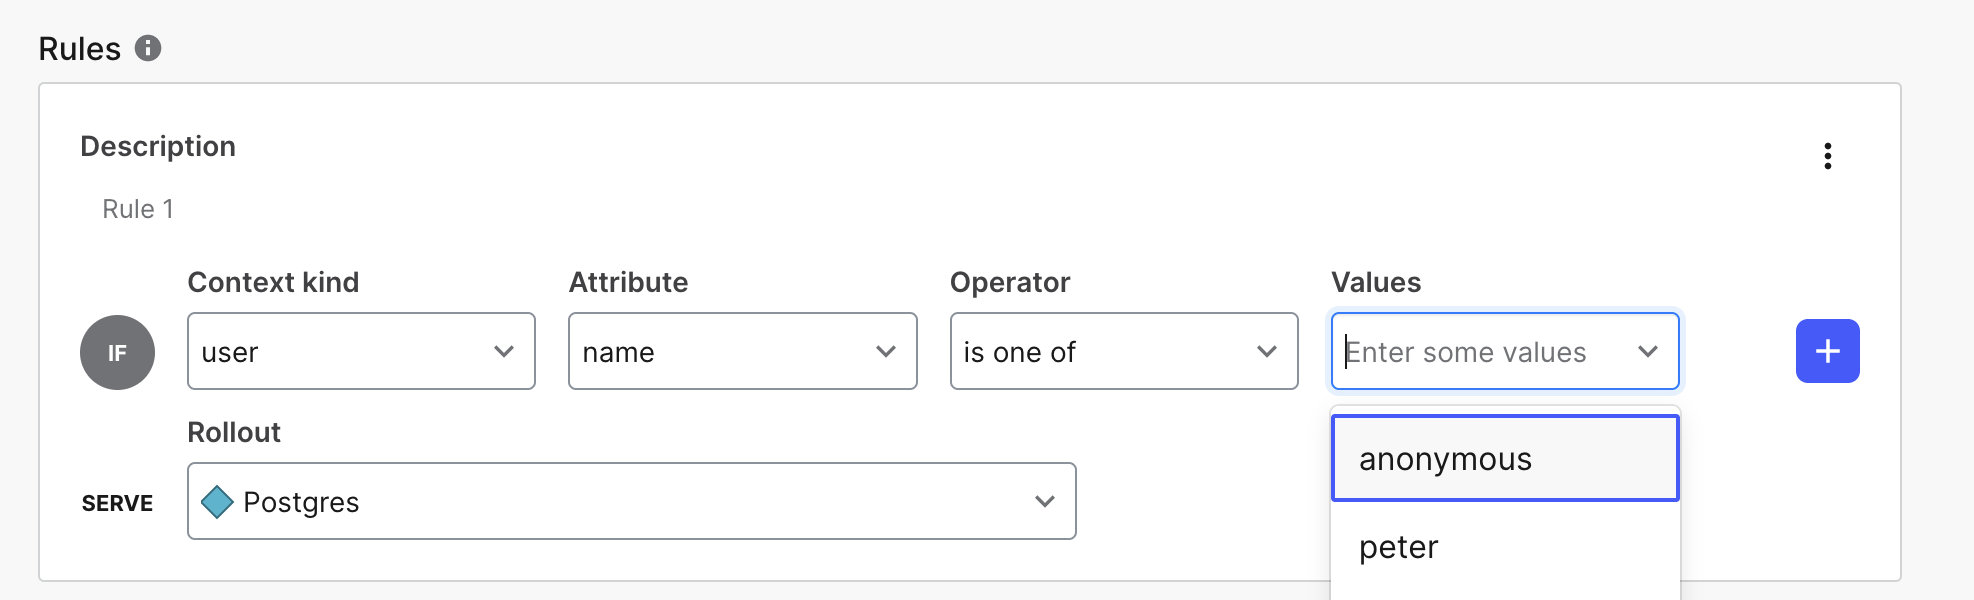 Rules
Description
Rule 1
Context kind Attribute Operator Values
IF user name is one of Enter some values
Rollout
SERVE Postgres
anonymous
peter